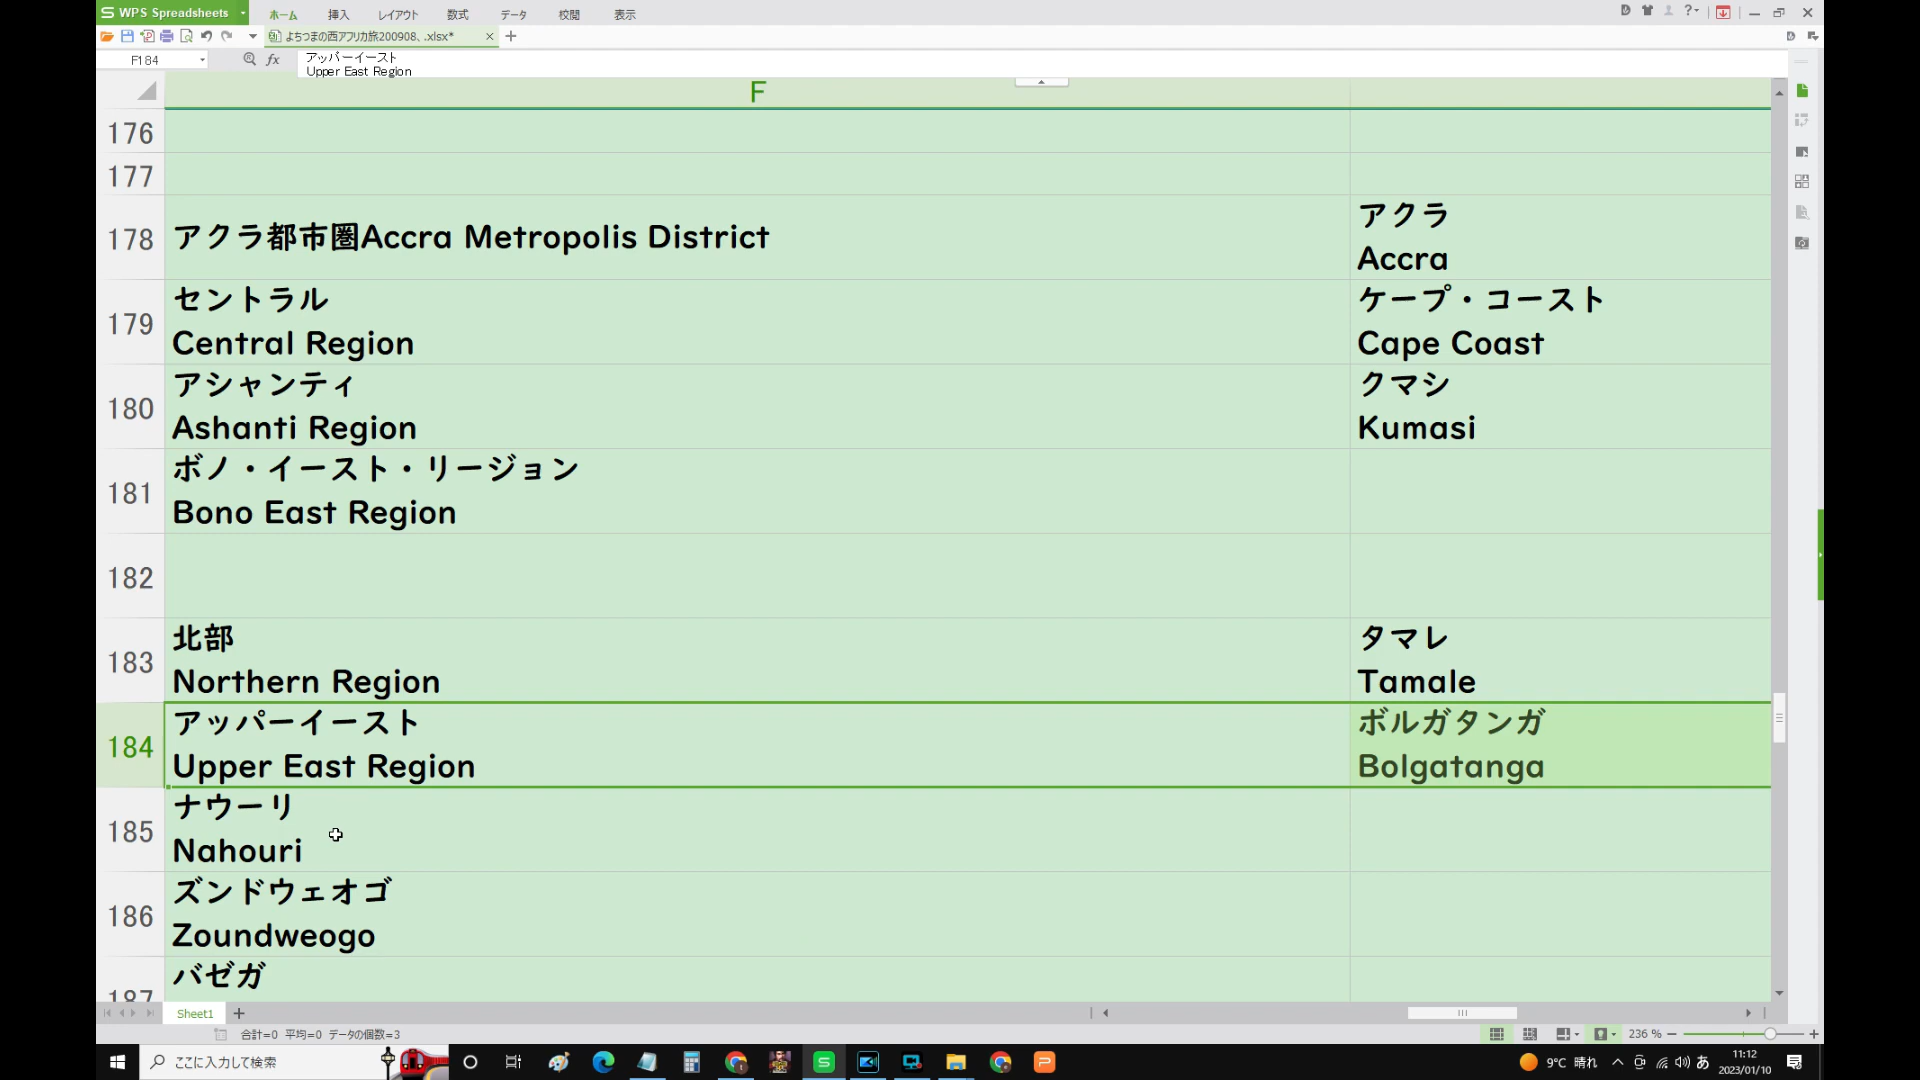 WPS Spreadsheets
ホーム
挿入
レイアウト
数式
データ
校閲
表示
よちつまの西アフリカ旅200908、.xlsx*
F184
fx
アッパーイースト
Upper East Region
F
176
177
178
アクラ都市圏Accra Metropolis District
アクラ
Accra
179
セントラル
Central Region
ケープ・コースト
Cape Coast
180
アシャンティ
Ashanti Region
クマシ
Kumasi
181
ボノ・イースト・リージョン
Bono East Region
182
183
北部
Northern Region
タマレ
Tamale
184
アッパーイースト
Upper East Region
ボルガタンガ
Bolgatanga
185
ナウーリ
Nahouri
186
ズンドウェオゴ
Zoundweogo
187
バゼガ
Sheet1
合計=0 平均=0 データの個数=3
236 %
ここに入力して検索
9°C 晴れ
あ
11:12
2023/01/10